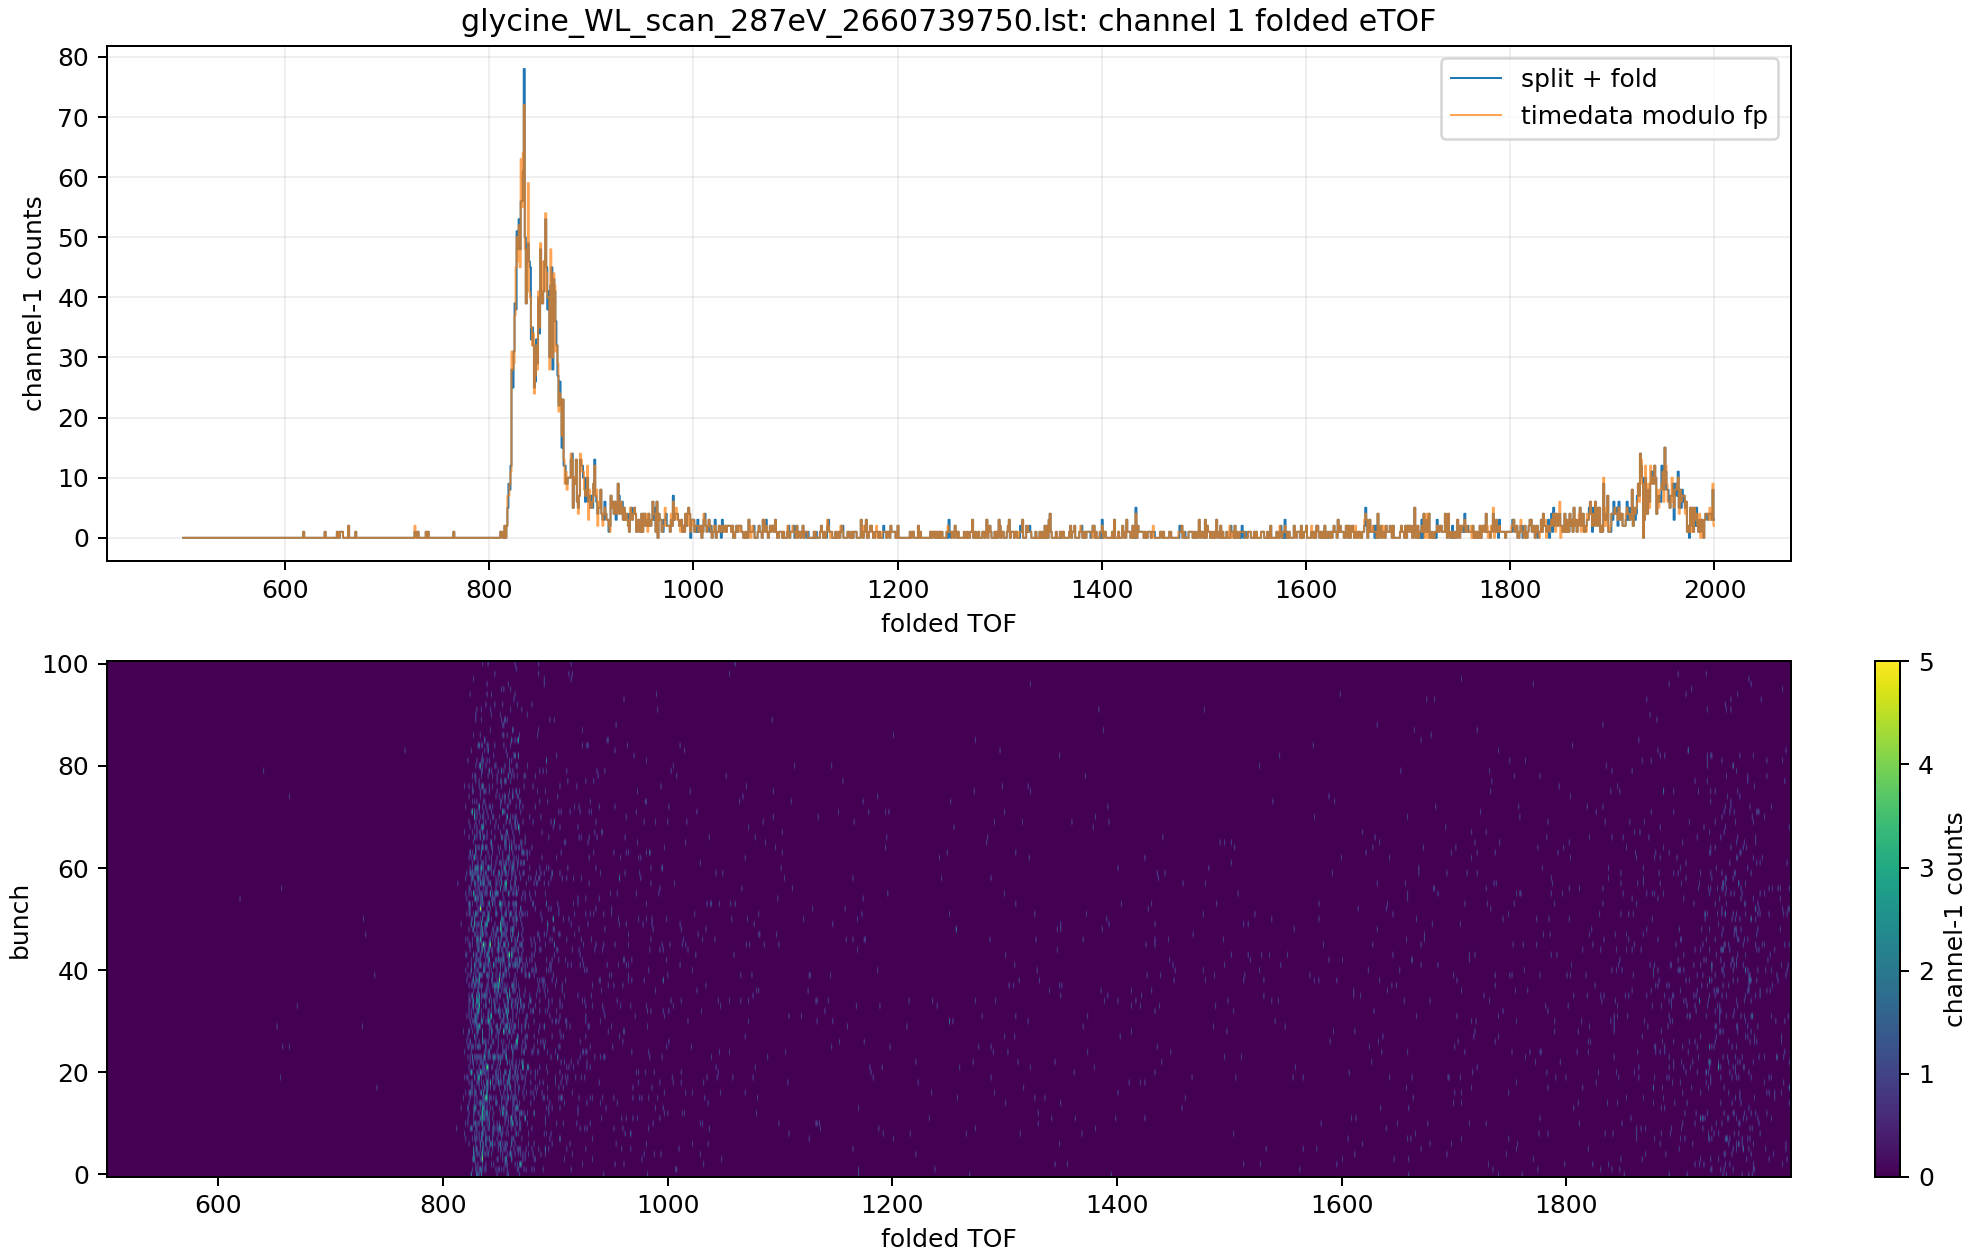 glycine_WL_scan_287eV_2660739750.lst: channel 1 folded eTOF
80
70
60
50
40
30
20
10
0
channel-1 counts
split + fold
timedata modulo fp
600 800 1000 1200 1400 1600 1800 2000
folded TOF
100
80
60
40
20
0
bunch
600 800 1000 1200 1400 1600 1800
folded TOF
5
4
3
2
1
0
channel-1 counts